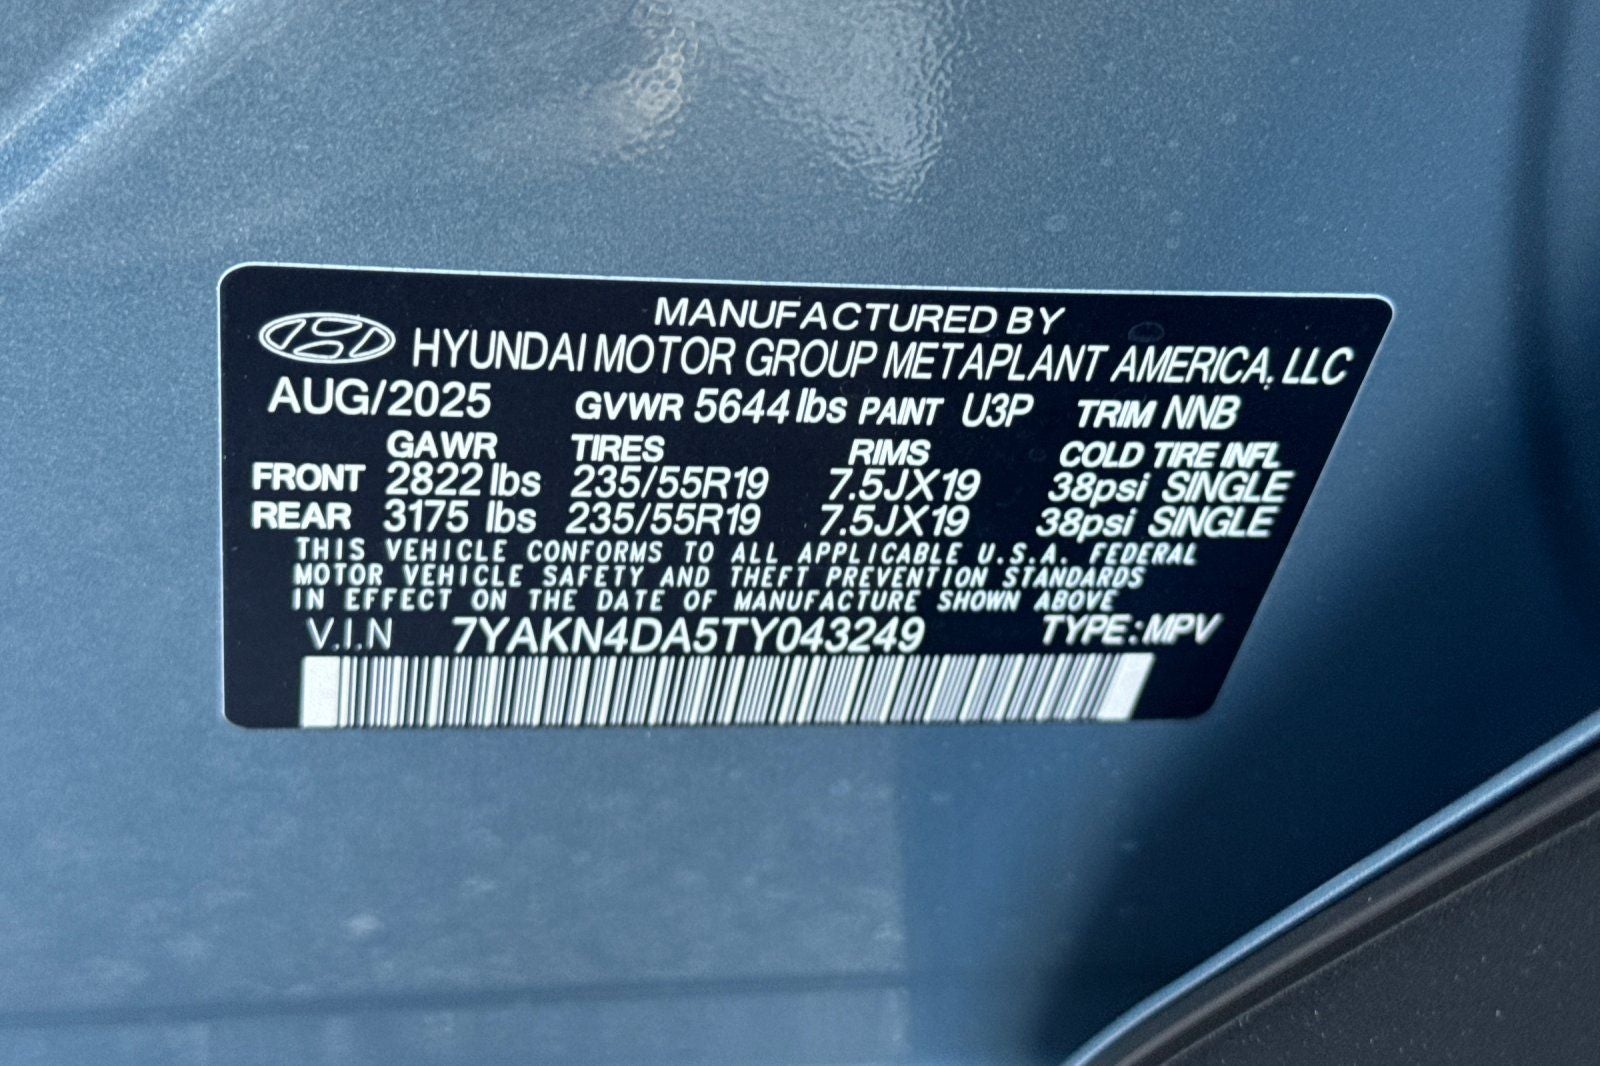 MANUFACTURED BY
HYUNDAI MOTOR GROUP METAPLANT AMERICA, LLC
AUG/2025 GVWR 5644 lbs PAINT U3P TRIM NNB
GAWR TIRES RIMS COLD TIRE INFL
FRONT 2822 lbs 235/55R19 7.5JX19 38psi SINGLE
REAR 3175 lbs 235/55R19 7.5JX19 38psi SINGLE
THIS VEHICLE CONFORMS TO ALL APPLICABLE U.S.A. FEDERAL
MOTOR VEHICLE SAFETY AND THEFT PREVENTION STANDARDS
IN EFFECT ON THE DATE OF MANUFACTURE SHOWN ABOVE
V.I.N 7YAKN4DA5TY043249 TYPE: MPV